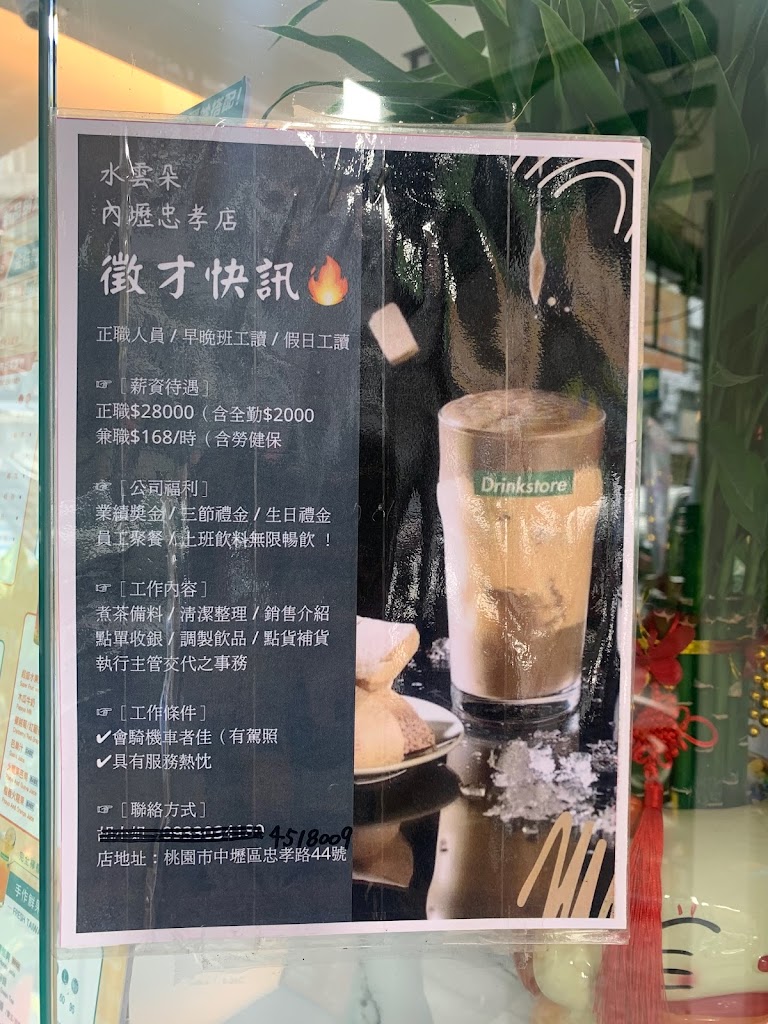 水雲朵
內壢忠孝店
徵才快訊🔥
正職人員 / 早晚班工讀 / 假日工讀
☞［薪資待遇］
正職$28000（含全勤$2000
兼職$168/時（含勞健保
☞［公司福利］
業績獎金 / 三節禮金 / 生日禮金
員工聚餐 / 上班飲料無限暢飲 ！
☞［工作內容］
煮茶備料 / 清潔整理 / 銷售介紹
點單收銀 / 調製飲品 / 點貨補貨
執行主管交代之事務
☞［工作條件］
✔會騎機車者佳（有駕照
✔具有服務熱忱
☞［聯絡方式］
4518009
店地址：桃園市中壢區忠孝路44號
Drinkstore
手作鮮